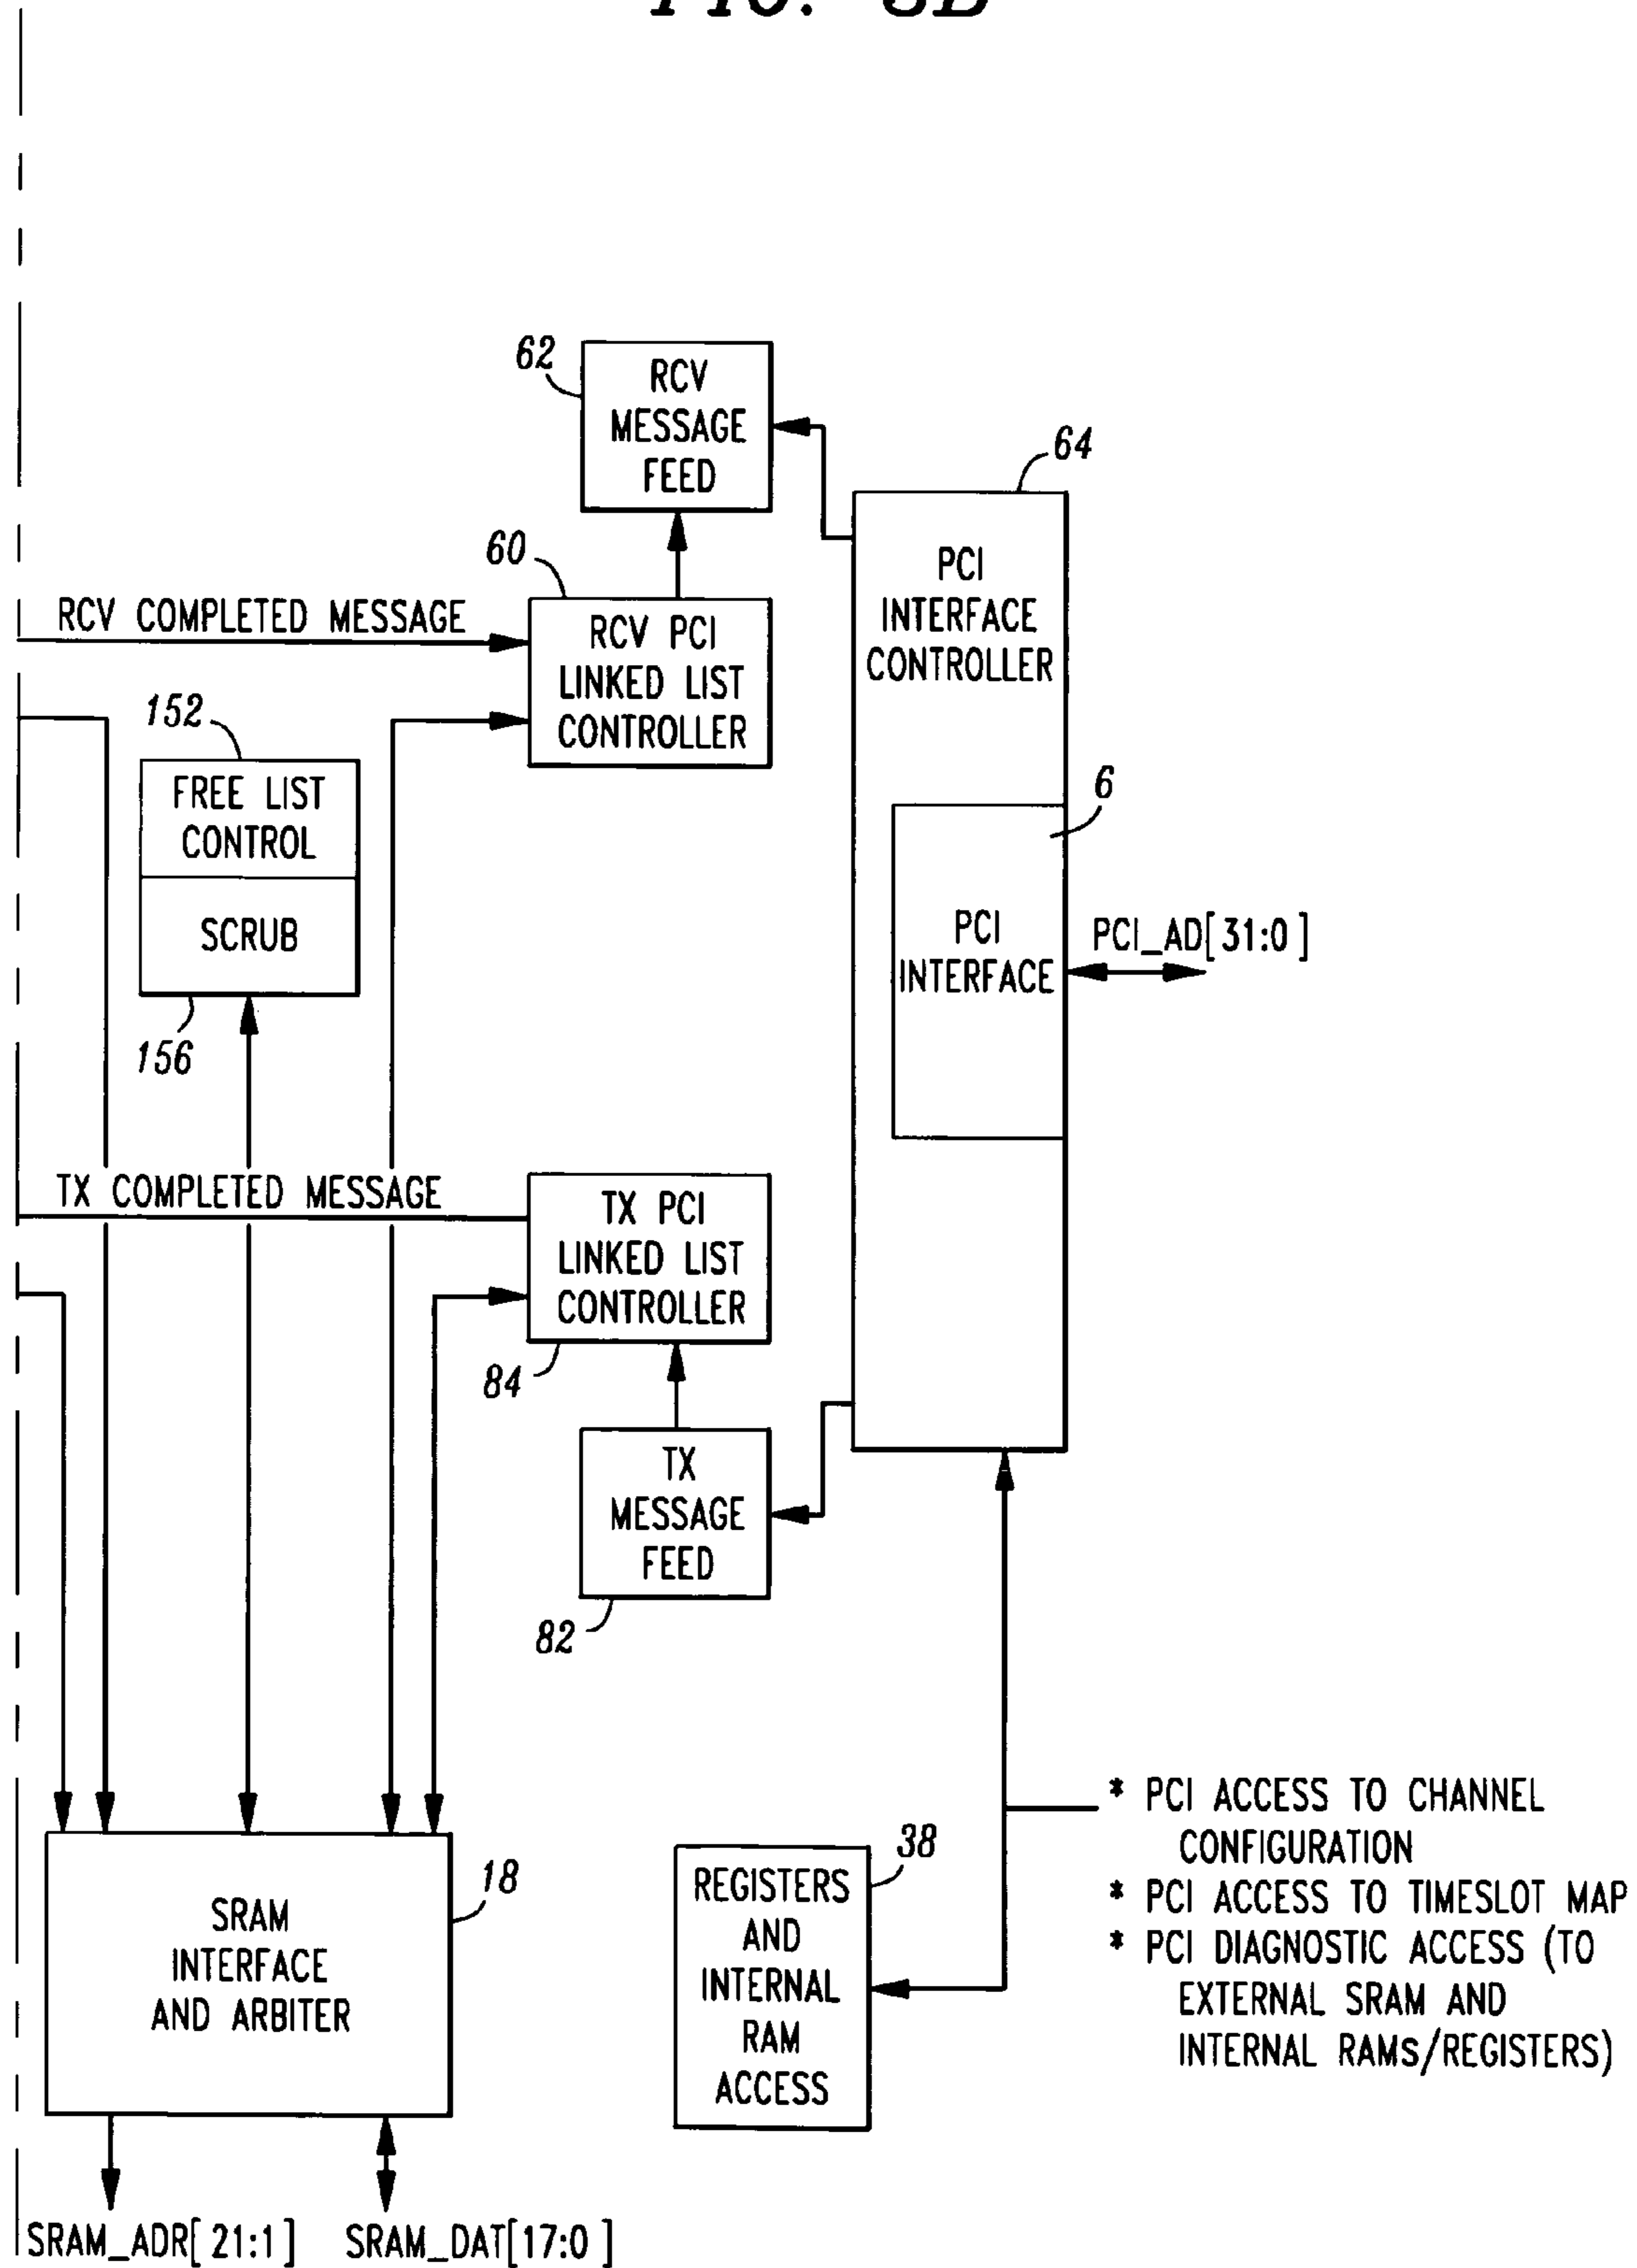 FIG. 8B
62
RCV
MESSAGE
FEED
64
60
PCI
INTERFACE
CONTROLLER
RCV COMPLETED MESSAGE
RCV PCI
LINKED LIST
CONTROLLER
152
FREE LIST
CONTROL
6
SCRUB
PCI
INTERFACE
PCI_AD[31:0]
156
TX COMPLETED MESSAGE
TX PCI
LINKED LIST
CONTROLLER
84
TX
MESSAGE
FEED
82
* PCI ACCESS TO CHANNEL
CONFIGURATION
* PCI ACCESS TO TIMESLOT MAP
* PCI DIAGNOSTIC ACCESS (TO
EXTERNAL SRAM AND
INTERNAL RAMs/REGISTERS)
38
REGISTERS
AND
INTERNAL
RAM
ACCESS
18
SRAM
INTERFACE
AND ARBITER
SRAM_ADR[21:1]
SRAM_DAT[17:0]